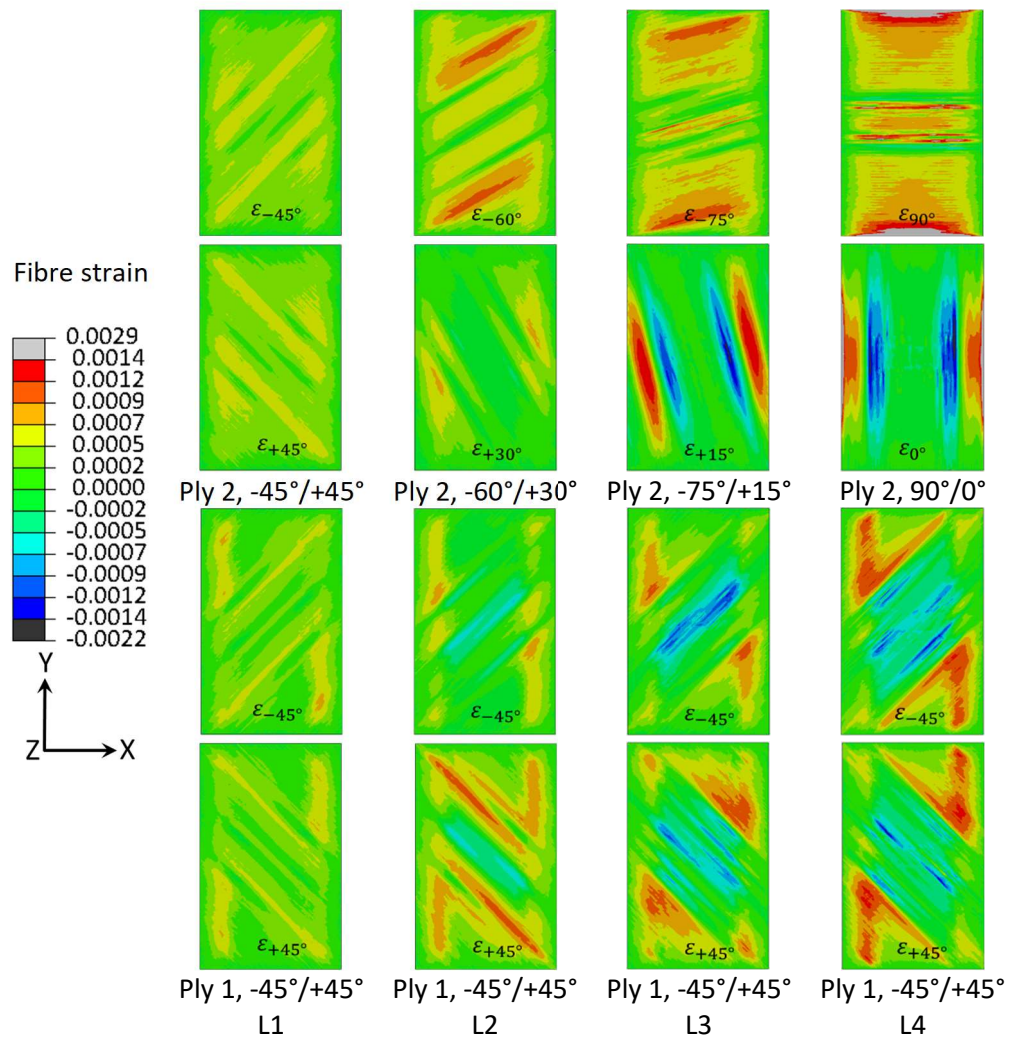 ε-45° ε-60° ε-75° ε90°
Fibre strain
0.0029
0.0014
0.0012
0.0009
0.0007
0.0005
0.0002
0.0000
-0.0002
-0.0005
-0.0007
-0.0009
-0.0012
-0.0014
-0.0022
ε+45° ε+30° ε+15° ε0°
Ply 2, -45°/+45° Ply 2, -60°/+30° Ply 2, -75°/+15° Ply 2, 90°/0°
Y
Z X
ε-45° ε-45° ε-45° ε-45°
ε+45° ε+45° ε+45° ε+45°
Ply 1, -45°/+45° Ply 1, -45°/+45° Ply 1, -45°/+45° Ply 1, -45°/+45°
L1 L2 L3 L4